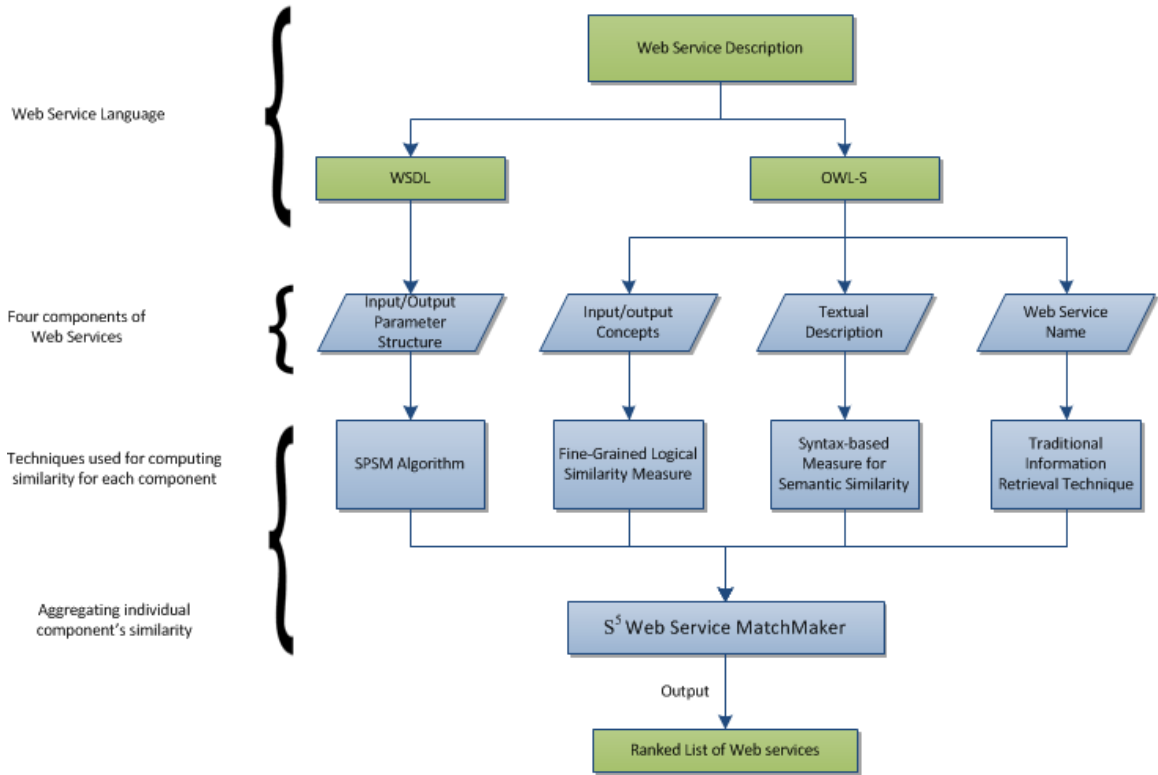 Web Service Description
Web Service Language
WSDL
OWL-S
Four components of
Web Services
Input/Output
Parameter
Structure
Input/output
Concepts
Textual
Description
Web Service
Name
Techniques used for computing
similarity for each component
SPSM Algorithm
Fine-Grained Logical
Similarity Measure
Syntax-based
Measure for
Semantic Similarity
Traditional
Information
Retrieval Technique
Aggregating individual
component's similarity
S⁵ Web Service MatchMaker
Output
Ranked List of Web services